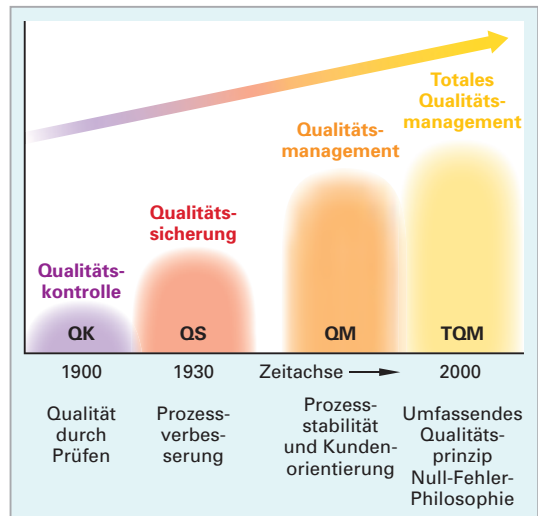 Totales
Qualitäts-
management
Qualitäts-
management
Qualitäts-
sicherung
Qualitäts-
kontrolle
QK QS QM TQM
1900 1930 Zeitachse 2000
Qualität
durch
Prüfen
Prozess-
verbes-
serung
Prozess-
stabilität
und Kunden-
orientierung
Umfassendes
Qualitäts-
prinzip
Null-Fehler-
Philosophie